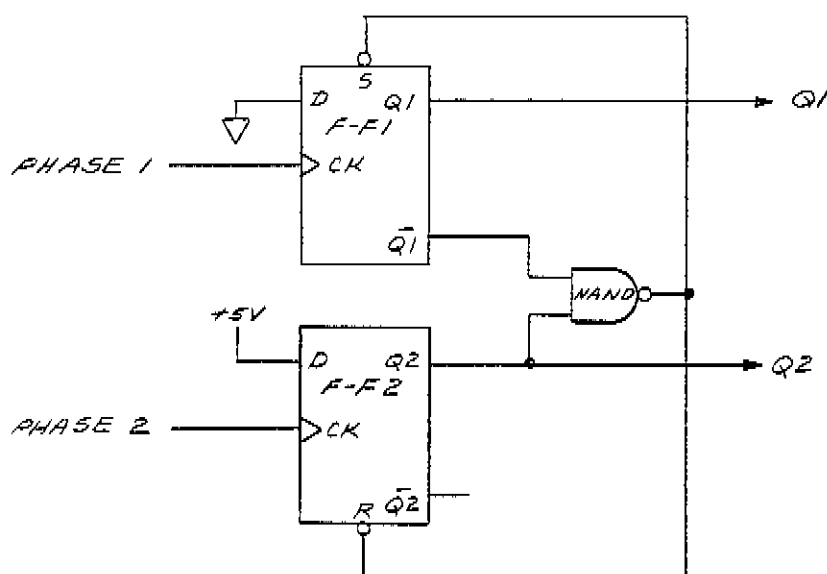 S
D
Q1
Q1
F-F1
PHASE 1
CK
Q̅1
NAND
+5V
D
Q2
Q2
F-F2
PHASE 2
CK
Q̅2
R